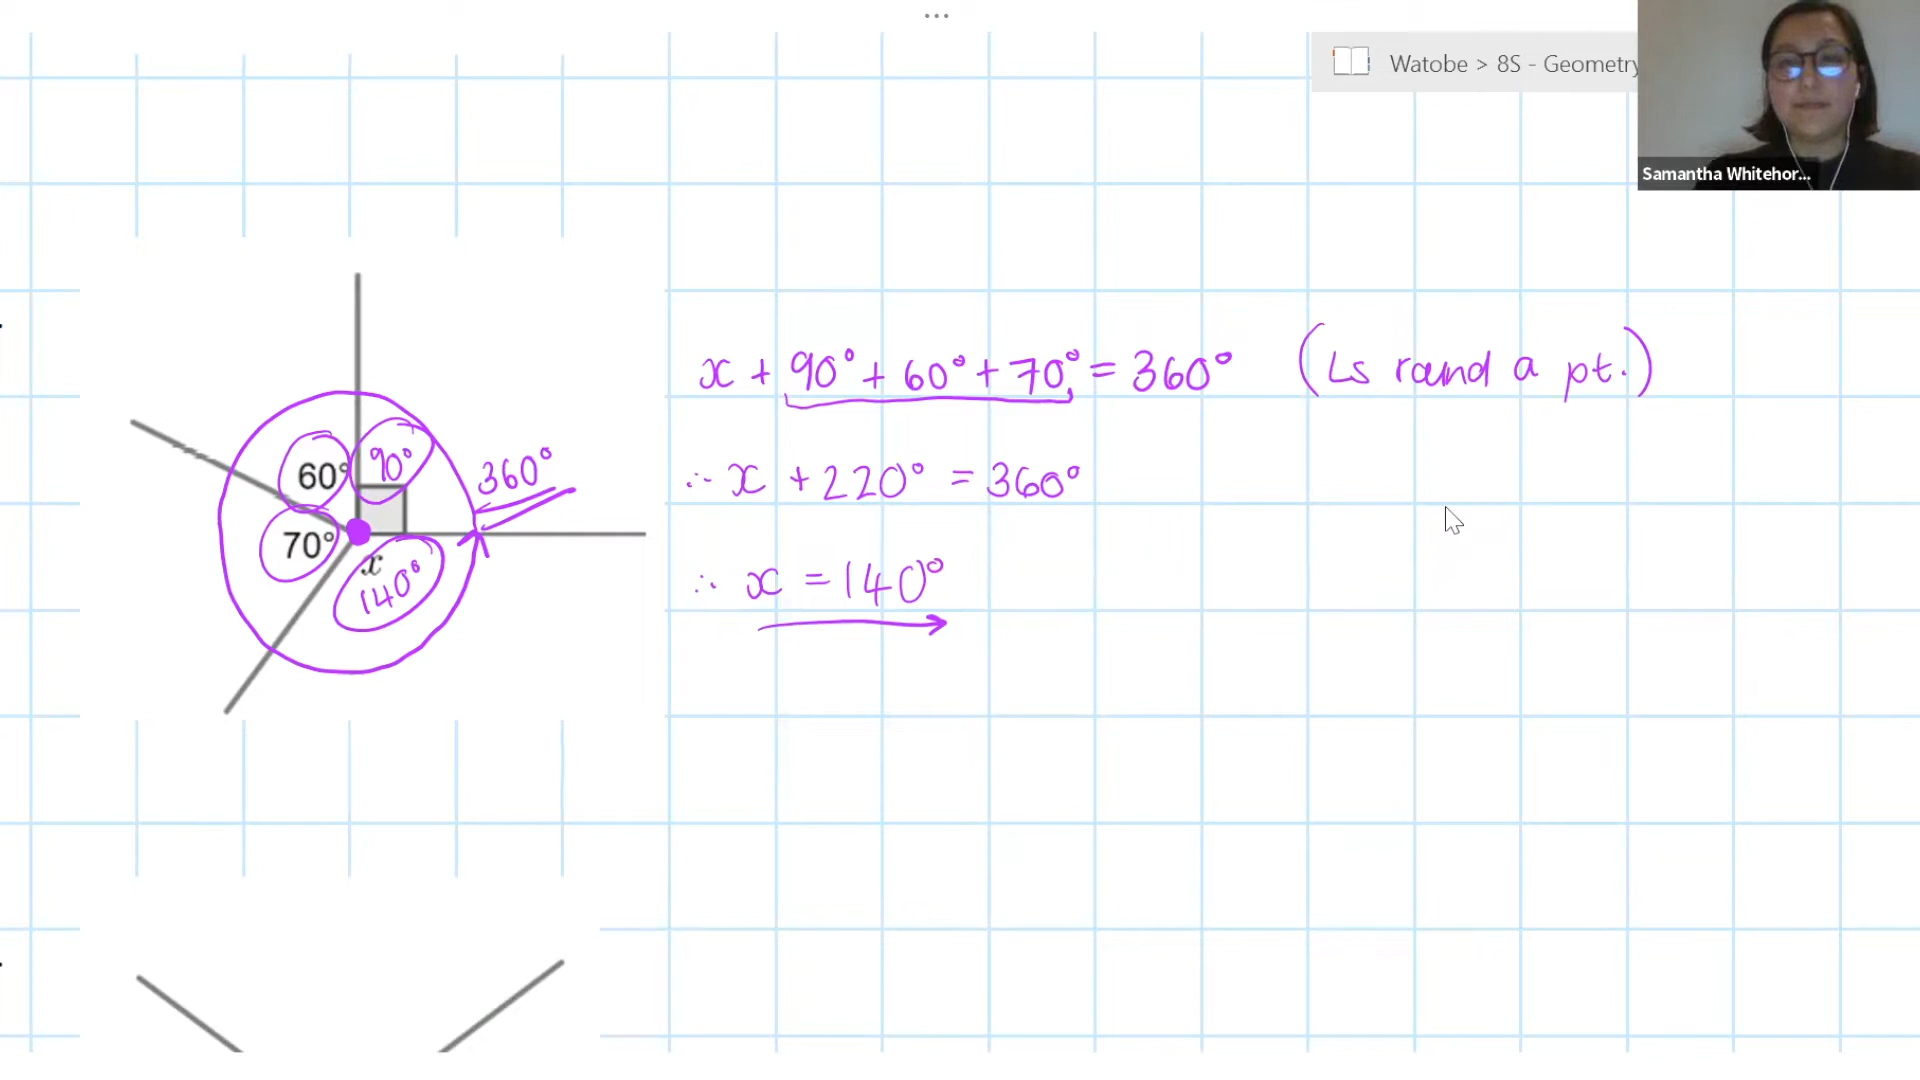 ...
Watobe > 8S - Geometry
Samantha Whitehor...
x + 90° + 60° + 70° = 360° (∠s round a pt.)
∴ x + 220° = 360°
∴ x = 140°
60°
90°
360°
70°
x
140°